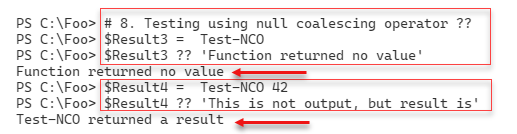 PS C:\Foo> # 8. Testing using null coalescing operator ??
PS C:\Foo> $Result3 =  Test-NCO
PS C:\Foo> $Result3 ?? 'Function returned no value'
Function returned no value
PS C:\Foo> $Result4 =  Test-NCO 42
PS C:\Foo> $Result4 ?? 'This is not output, but result is'
Test-NCO returned a result